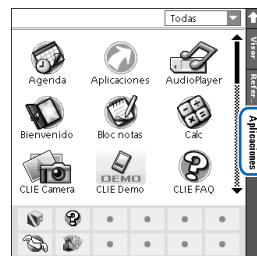 Todas
Agenda Aplicaciones AudioPlayer
Bienvenido Bloc notas Calc
DEMO
CLIE Camera CLIE Demo CLIE FAQ
Visor
Refer...
Aplicaciones